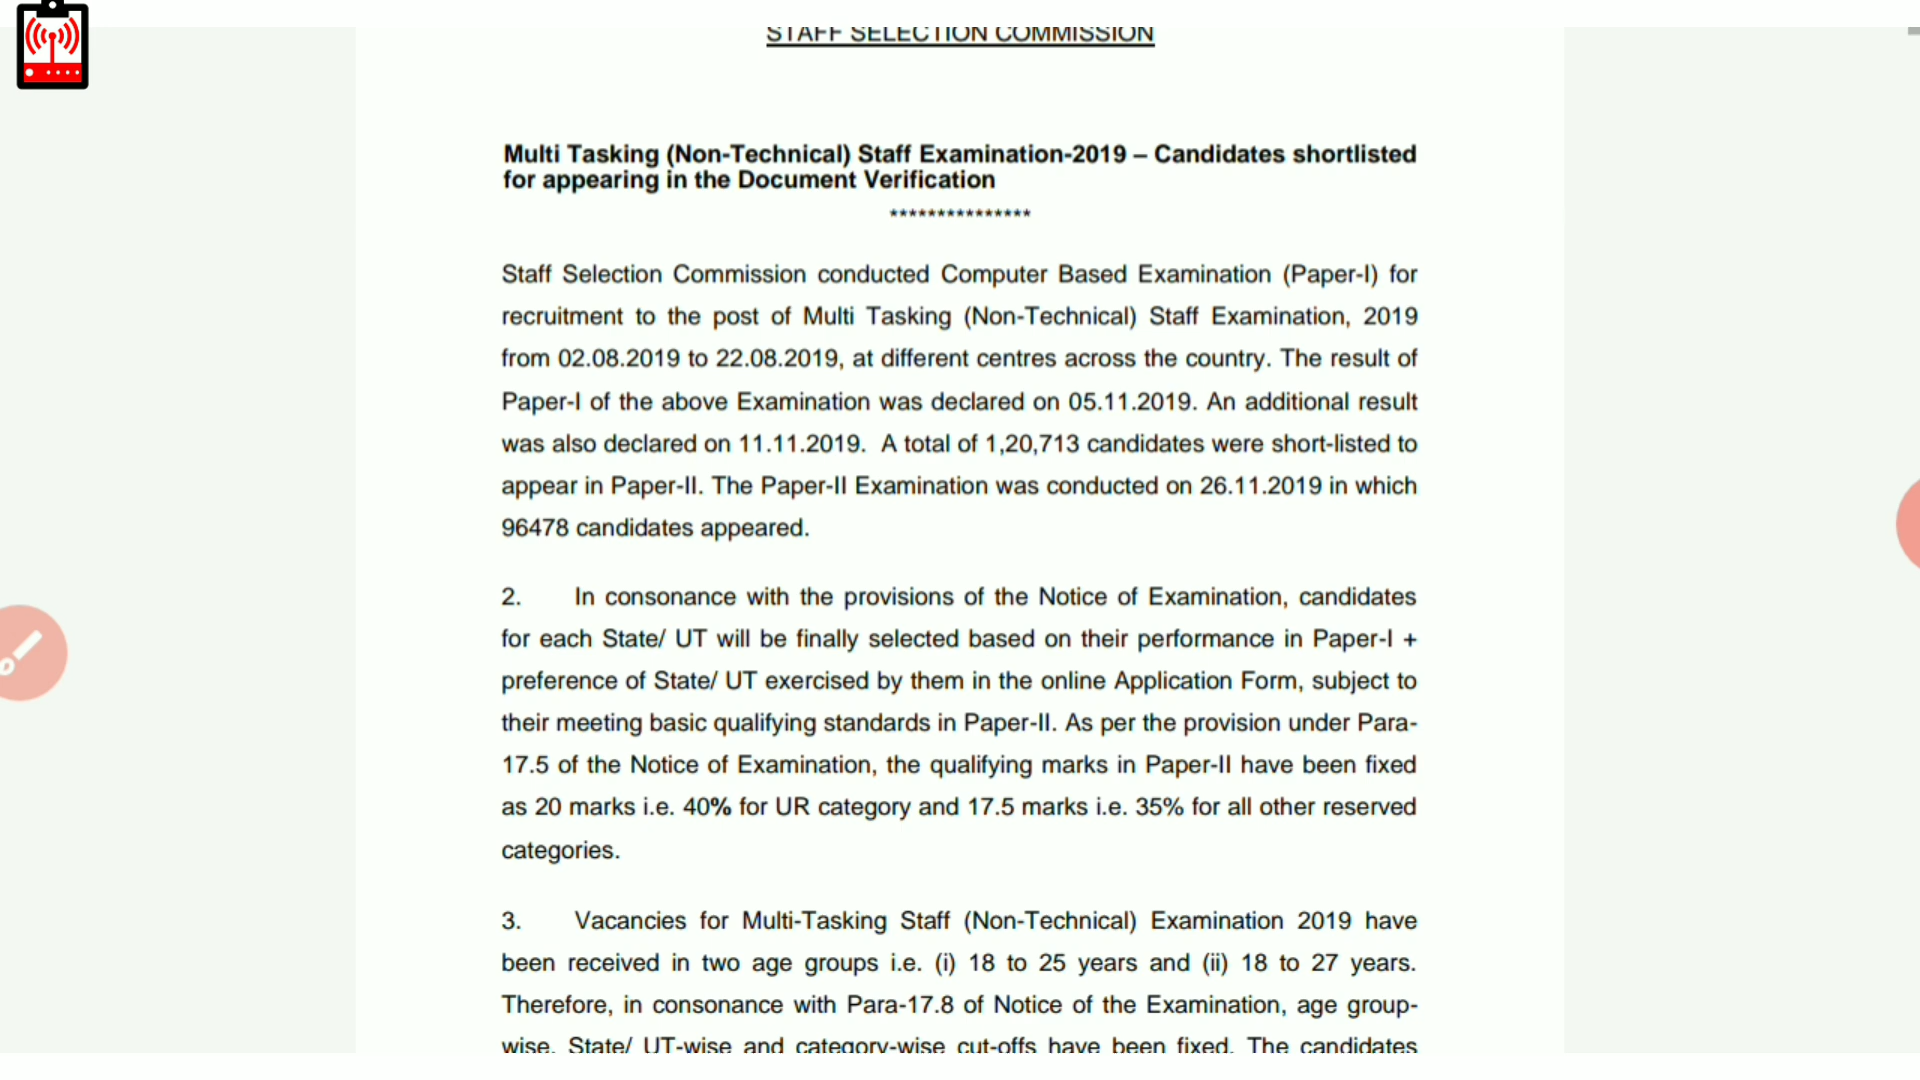 STAFF SELECTION COMMISSION
Multi Tasking (Non-Technical) Staff Examination-2019 – Candidates shortlisted
for appearing in the Document Verification
***************
Staff Selection Commission conducted Computer Based Examination (Paper-I) for
recruitment to the post of Multi Tasking (Non-Technical) Staff Examination, 2019
from 02.08.2019 to 22.08.2019, at different centres across the country. The result of
Paper-I of the above Examination was declared on 05.11.2019. An additional result
was also declared on 11.11.2019.  A total of 1,20,713 candidates were short-listed to
appear in Paper-II. The Paper-II Examination was conducted on 26.11.2019 in which
96478 candidates appeared.
2. In consonance with the provisions of the Notice of Examination, candidates
for each State/ UT will be finally selected based on their performance in Paper-I +
preference of State/ UT exercised by them in the online Application Form, subject to
their meeting basic qualifying standards in Paper-II. As per the provision under Para-
17.5 of the Notice of Examination, the qualifying marks in Paper-II have been fixed
as 20 marks i.e. 40% for UR category and 17.5 marks i.e. 35% for all other reserved
categories.
3. Vacancies for Multi-Tasking Staff (Non-Technical) Examination 2019 have
been received in two age groups i.e. (i) 18 to 25 years and (ii) 18 to 27 years.
Therefore, in consonance with Para-17.8 of Notice of the Examination, age group-
wise, State/ UT-wise and category-wise cut-offs have been fixed. The candidates